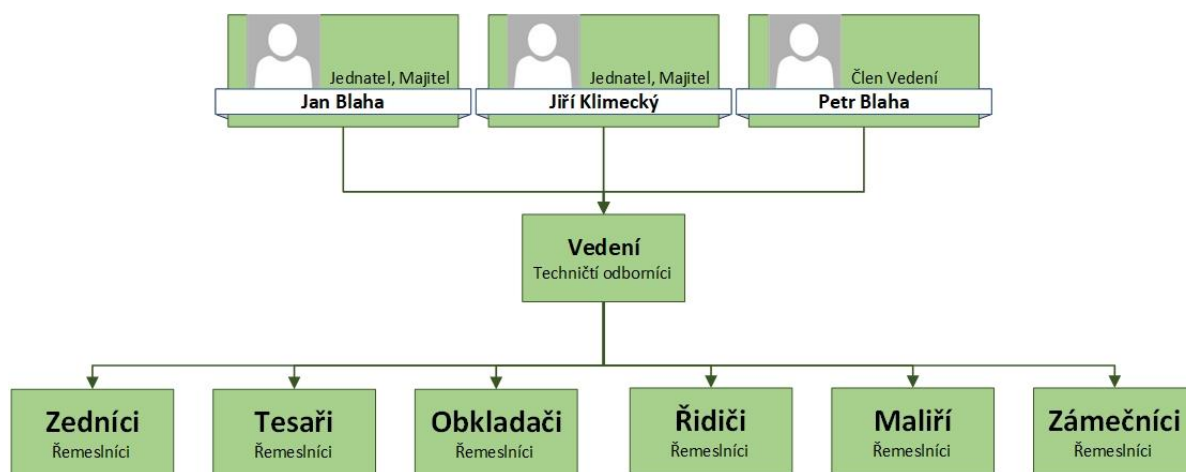 Jednatel, Majitel
Jan Blaha
Jednatel, Majitel
Jiří Klimecký
Člen Vedení
Petr Blaha
Vedení
Techničtí odborníci
Zedníci
Řemeslníci
Tesaři
Řemeslníci
Obkladači
Řemeslníci
Řidiči
Řemeslníci
Maliří
Řemeslníci
Zámečníci
Řemeslníci